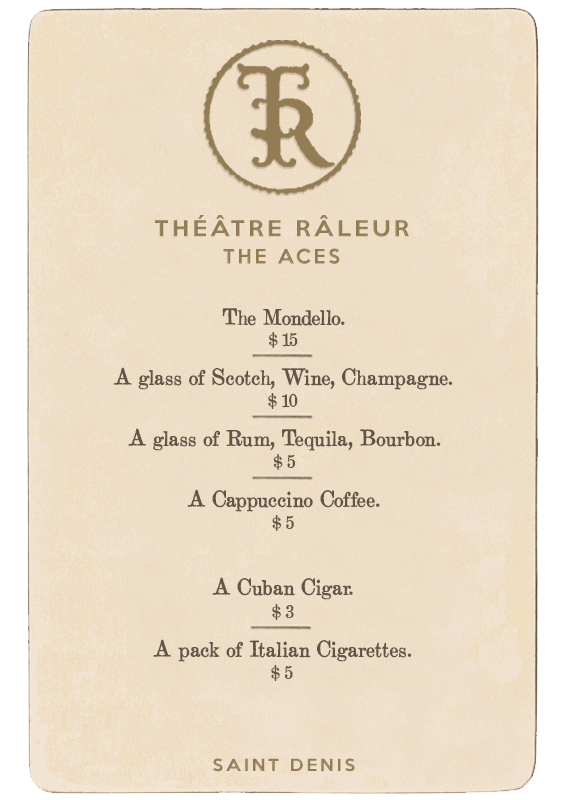 TR
THÉÂTRE RÂLEUR
THE ACES
The Mondello.
$ 15
A glass of Scotch, Wine, Champagne.
$ 10
A glass of Rum, Tequila, Bourbon.
$ 5
A Cappuccino Coffee.
$ 5
A Cuban Cigar.
$ 3
A pack of Italian Cigarettes.
$ 5
SAINT DENIS